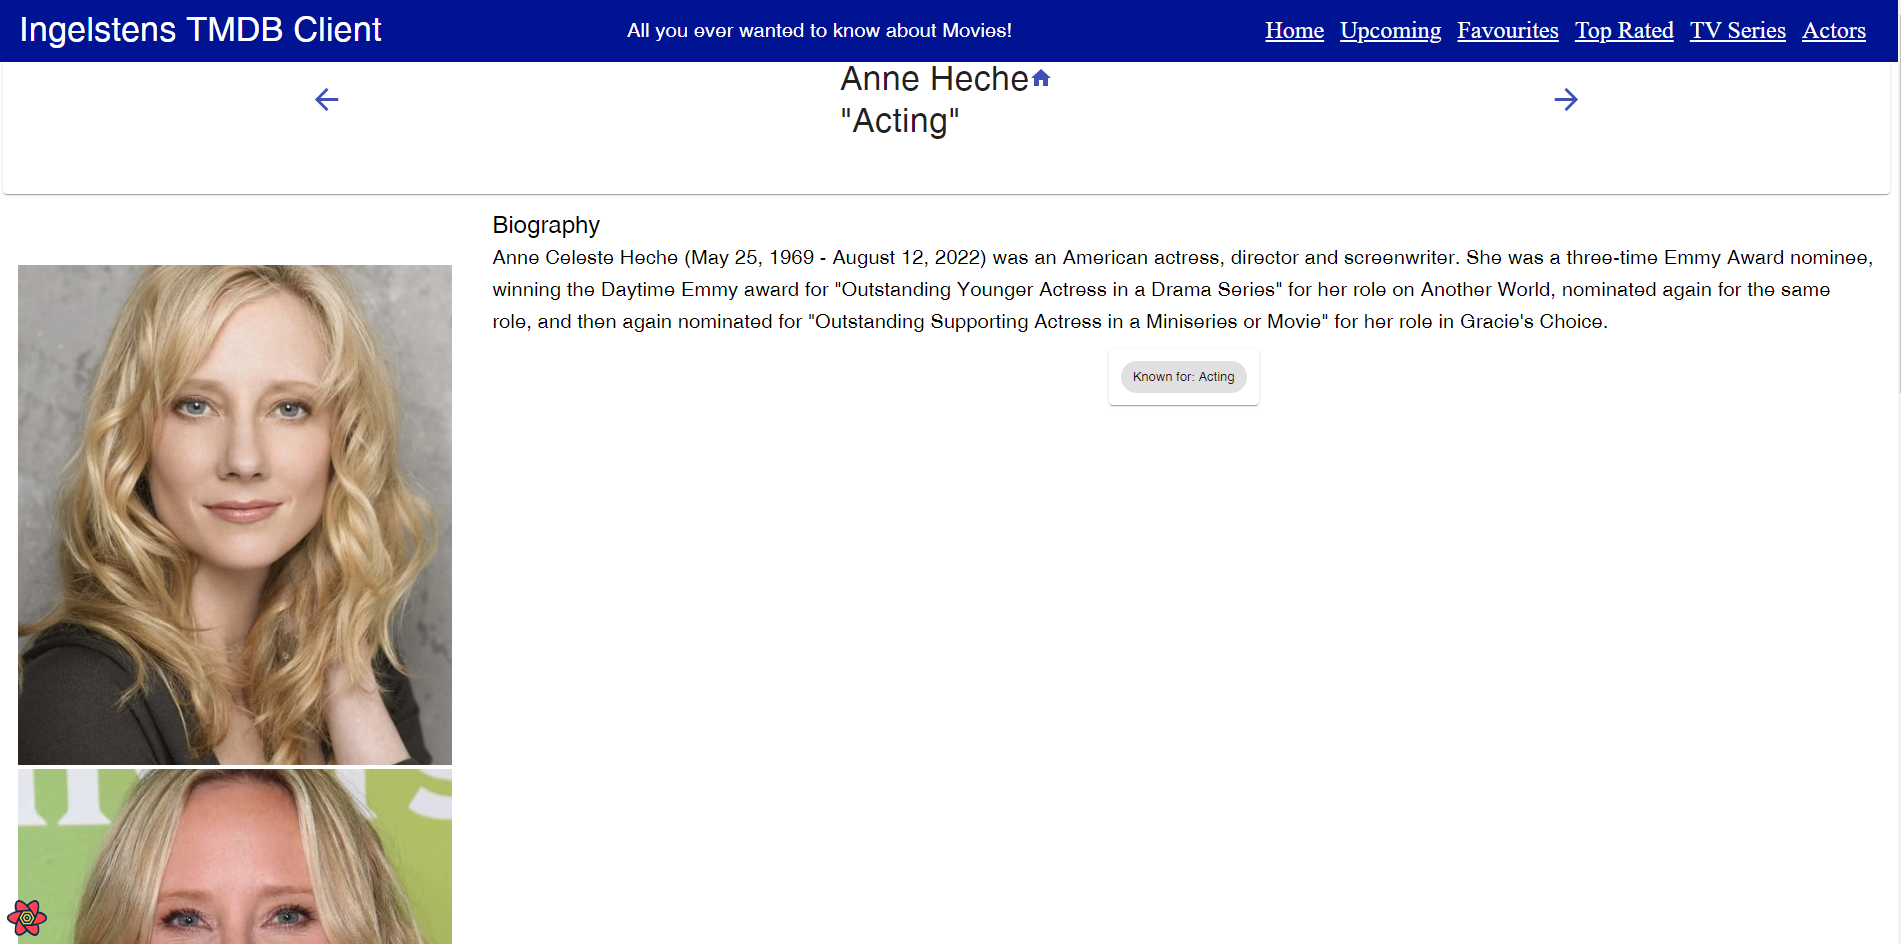 Ingelstens TMDB Client
All you ever wanted to know about Movies!
Home Upcoming Favourites Top Rated TV Series Actors
Anne Heche
"Acting"
Biography
Anne Celeste Heche (May 25, 1969 - August 12, 2022) was an American actress, director and screenwriter. She was a three-time Emmy Award nominee,
winning the Daytime Emmy award for "Outstanding Younger Actress in a Drama Series" for her role on Another World, nominated again for the same
role, and then again nominated for "Outstanding Supporting Actress in a Miniseries or Movie" for her role in Gracie's Choice.
Known for: Acting